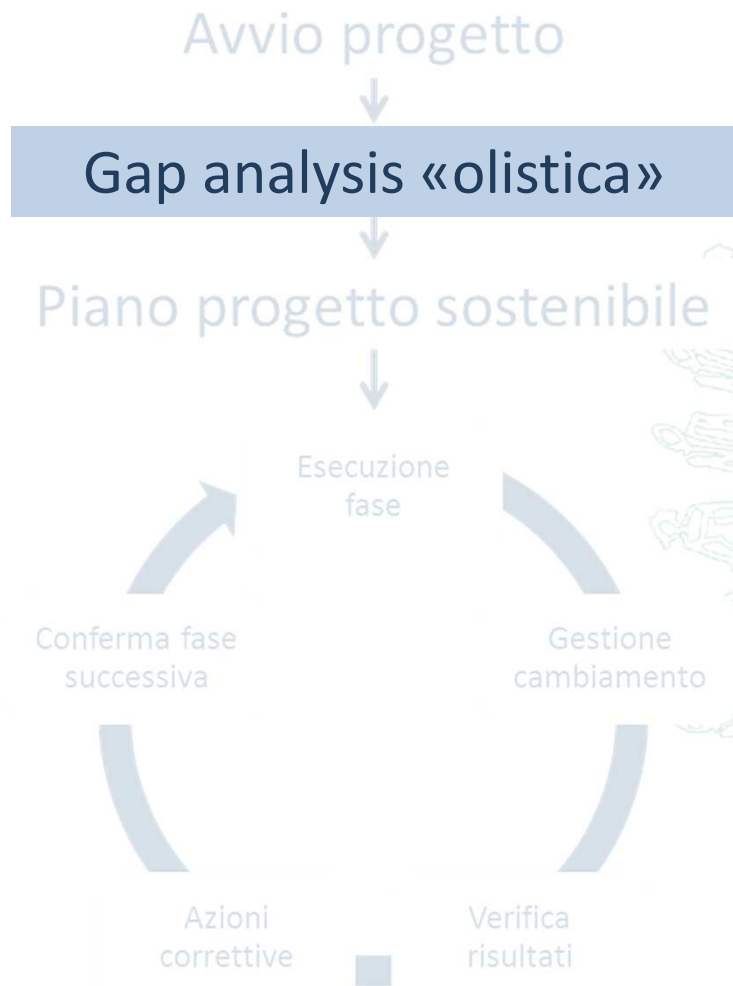 Avvio progetto
Gap analysis «olistica»
Piano progetto sostenibile
Esecuzione
fase
Gestione
cambiamento
Verifica
risultati
Azioni
correttive
Conferma fase
successiva